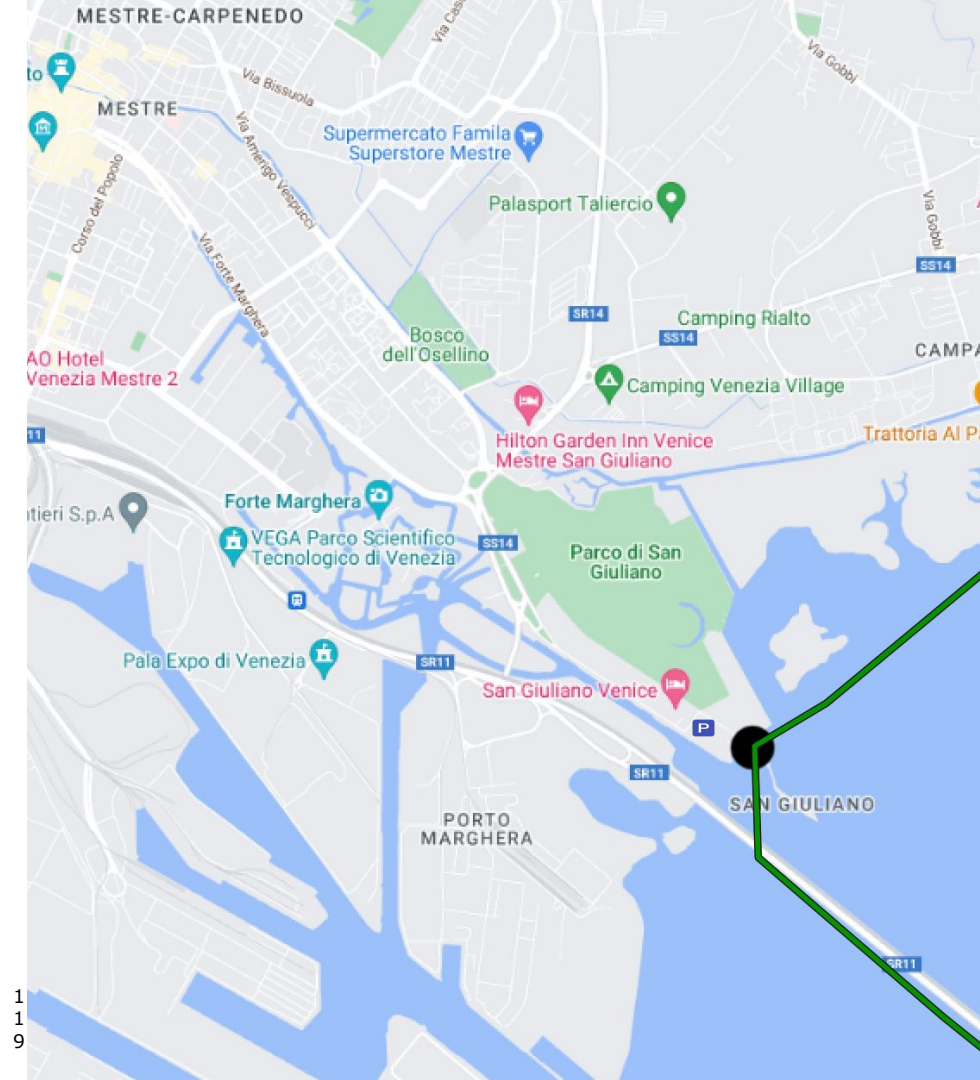 MESTRE-CARPENEDO
Via Gobbi
to
Via Bissuola
MESTRE
Via Amerigo Vespucci
Supermercato Famila
Superstore Mestre
Corso del Popolo
Palasport Taliercio
Via Gobbi
Via Forte Marghera
SS14
SR14
Camping Rialto
SS14
Bosco
dell'Osellino
CAMPA
AO Hotel
Venezia Mestre 2
Camping Venezia Village
11
Hilton Garden Inn Venice
Mestre San Giuliano
Trattoria Al P
Forte Marghera
ntieri S.p.A
VEGA Parco Scientifico
Tecnologico di Venezia
SS14
Parco di San
Giuliano
Pala Expo di Venezia
SR11
San Giuliano Venice
P
SR11
SAN GIULIANO
PORTO
MARGHERA
SR11
1
1
9